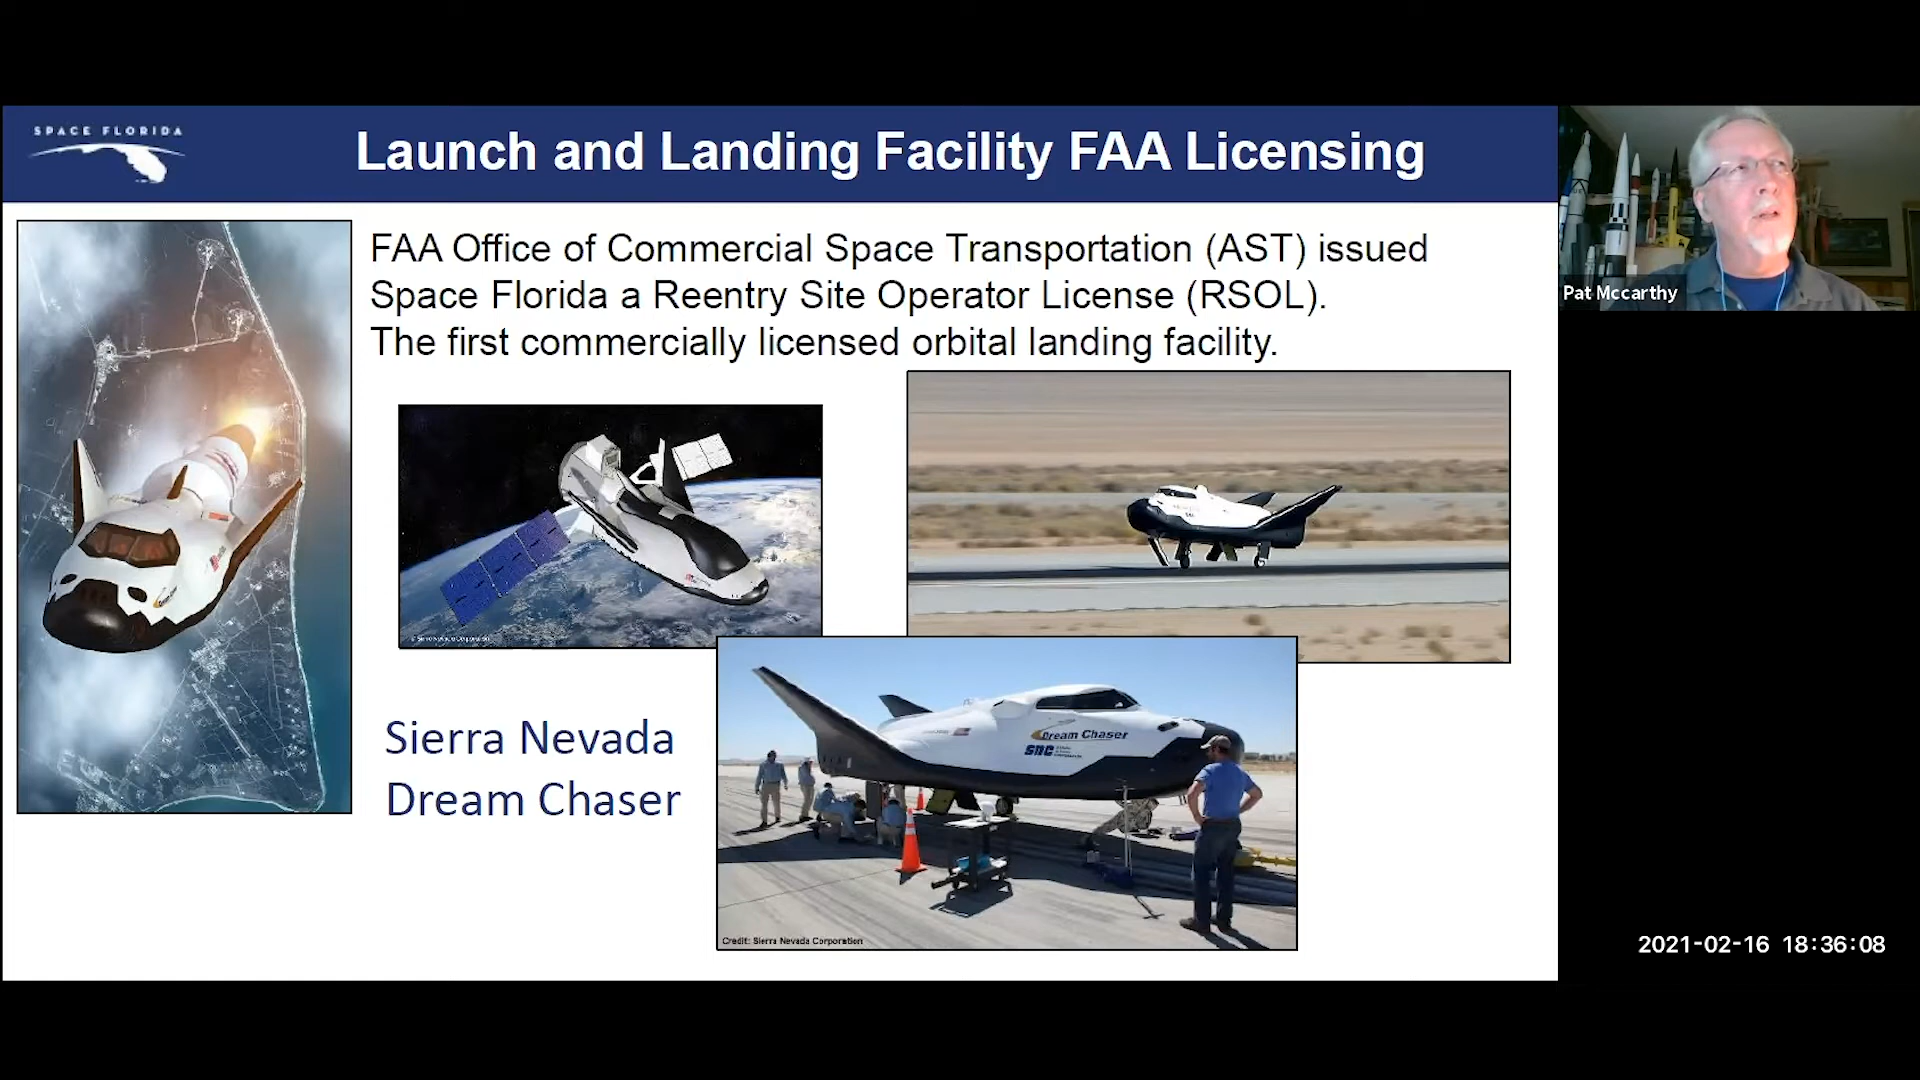 SPACE FLORIDA
Launch and Landing Facility FAA Licensing
FAA Office of Commercial Space Transportation (AST) issued
Space Florida a Reentry Site Operator License (RSOL).
The first commercially licensed orbital landing facility.
Sierra Nevada
Dream Chaser
Dream Chaser
SNC
Credit: Sierra Nevada Corporation
Pat Mccarthy
2021-02-16 18:36:08